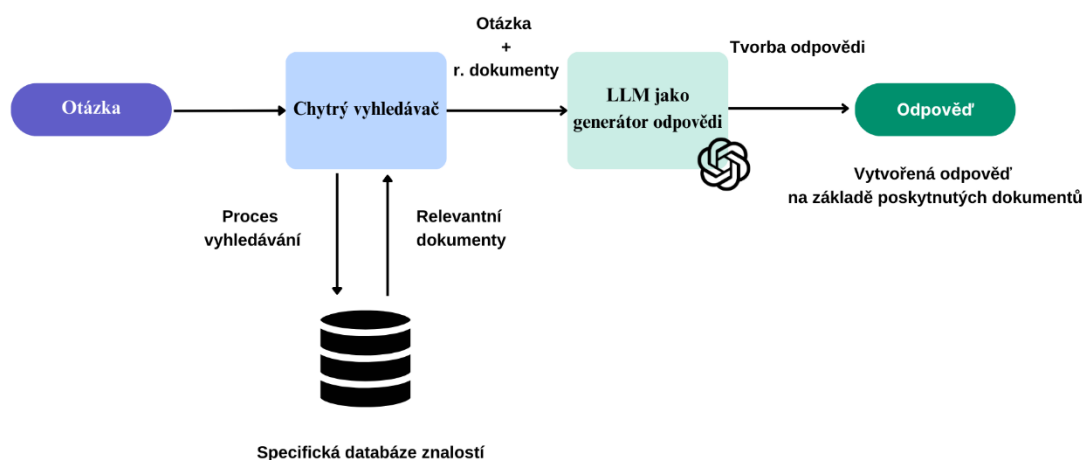 Otázka
Chytrý vyhledávač
Otázka
+
r. dokumenty
LLM jako
generátor odpovědi
Tvorba odpovědi
Odpověď
Vytvořená odpověď
na základě poskytnutých dokumentů
Proces
vyhledávání
Relevantní
dokumenty
Specifická databáze znalostí